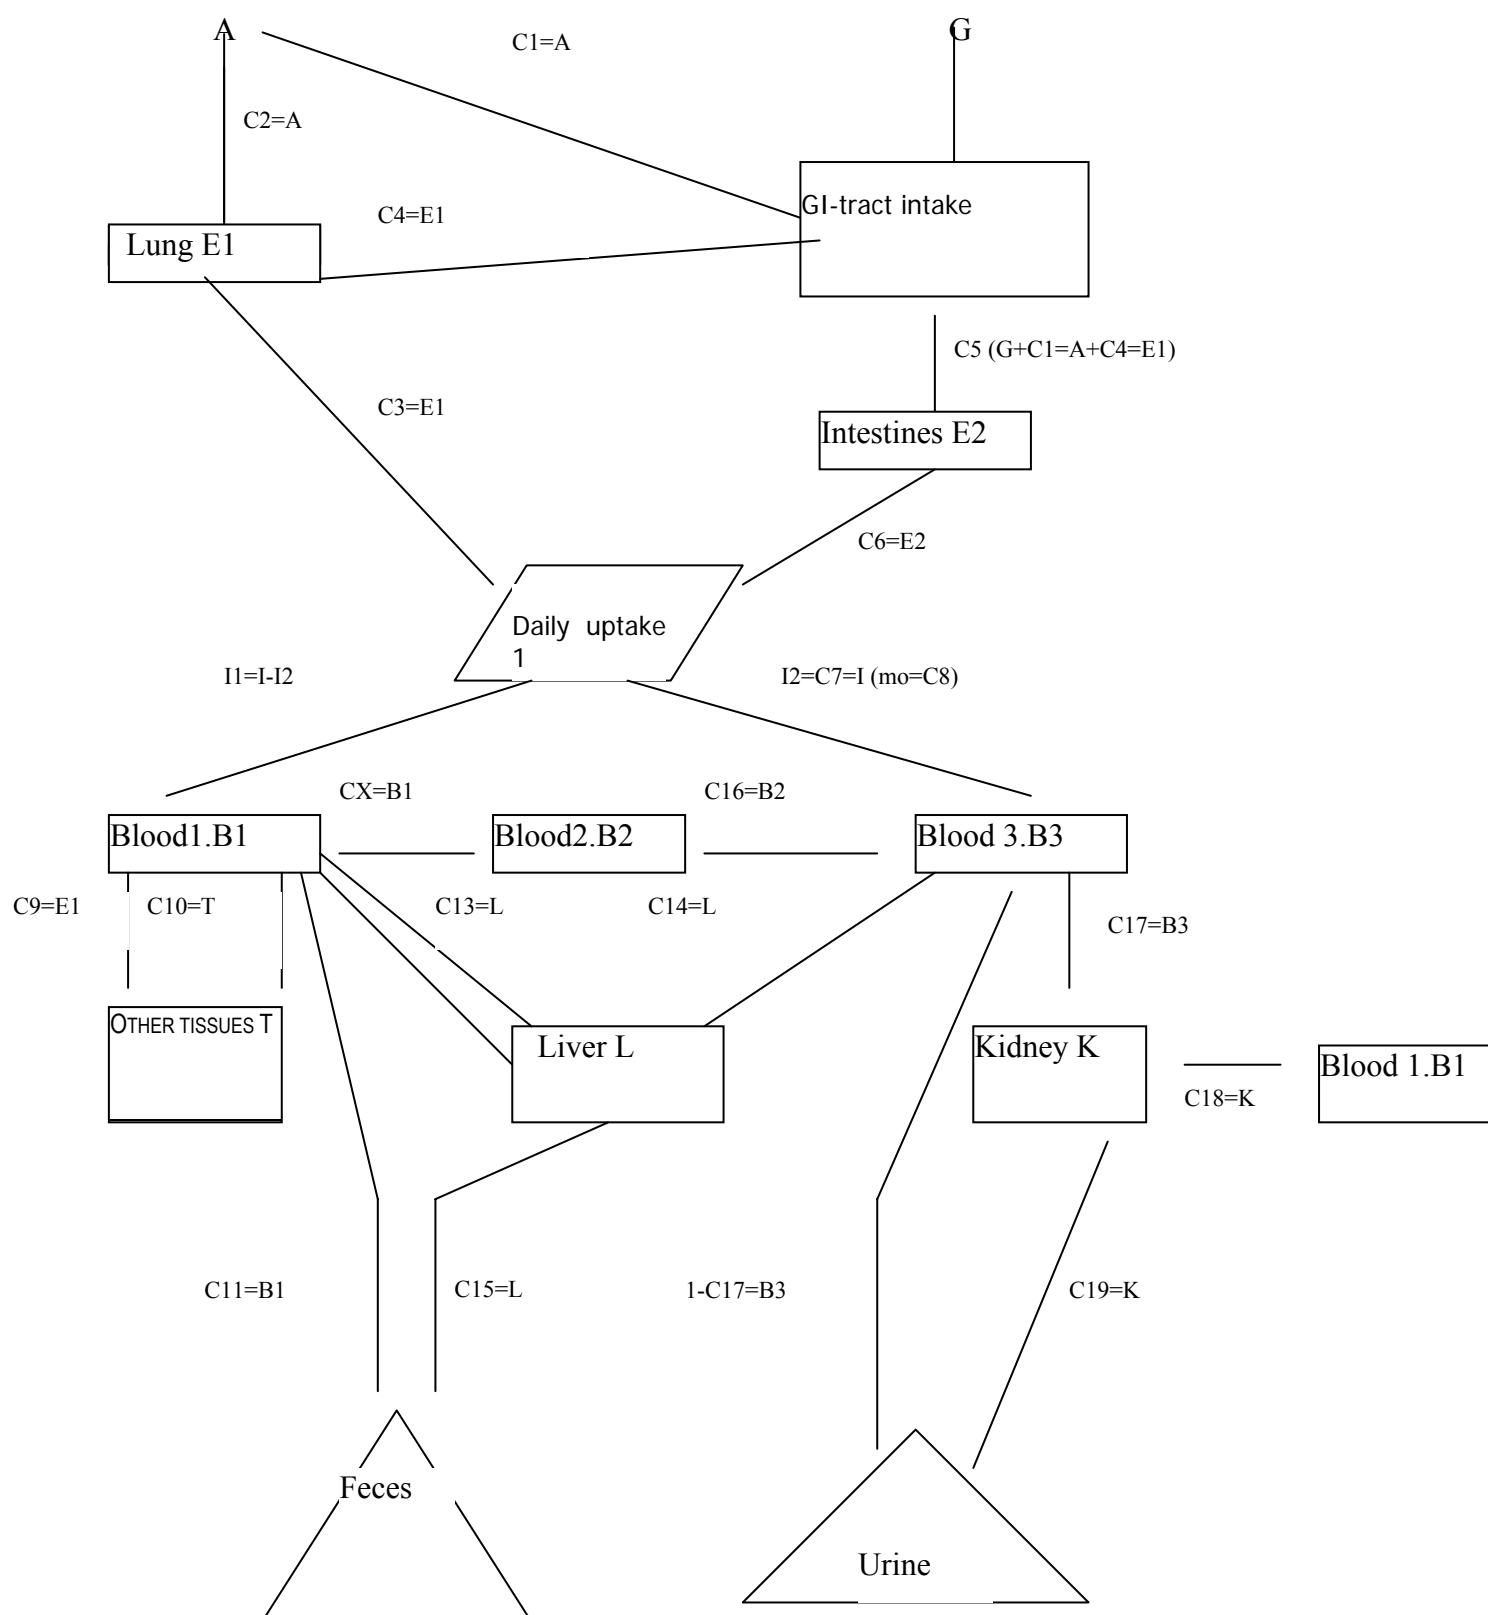 A
G
C1=A
C2=A
GI-tract intake
C4=E1
Lung E1
C5 (G+C1=A+C4=E1)
C3=E1
Intestines E2
C6=E2
Daily uptake
1
I1=I-I2
I2=C7=I (mo=C8)
CX=B1
C16=B2
Blood1.B1
Blood2.B2
Blood 3.B3
C9=E1
C10=T
C13=L
C14=L
C17=B3
OTHER TISSUES T
Liver L
Kidney K
Blood 1.B1
C18=K
C11=B1
C15=L
1-C17=B3
C19=K
Feces
Urine